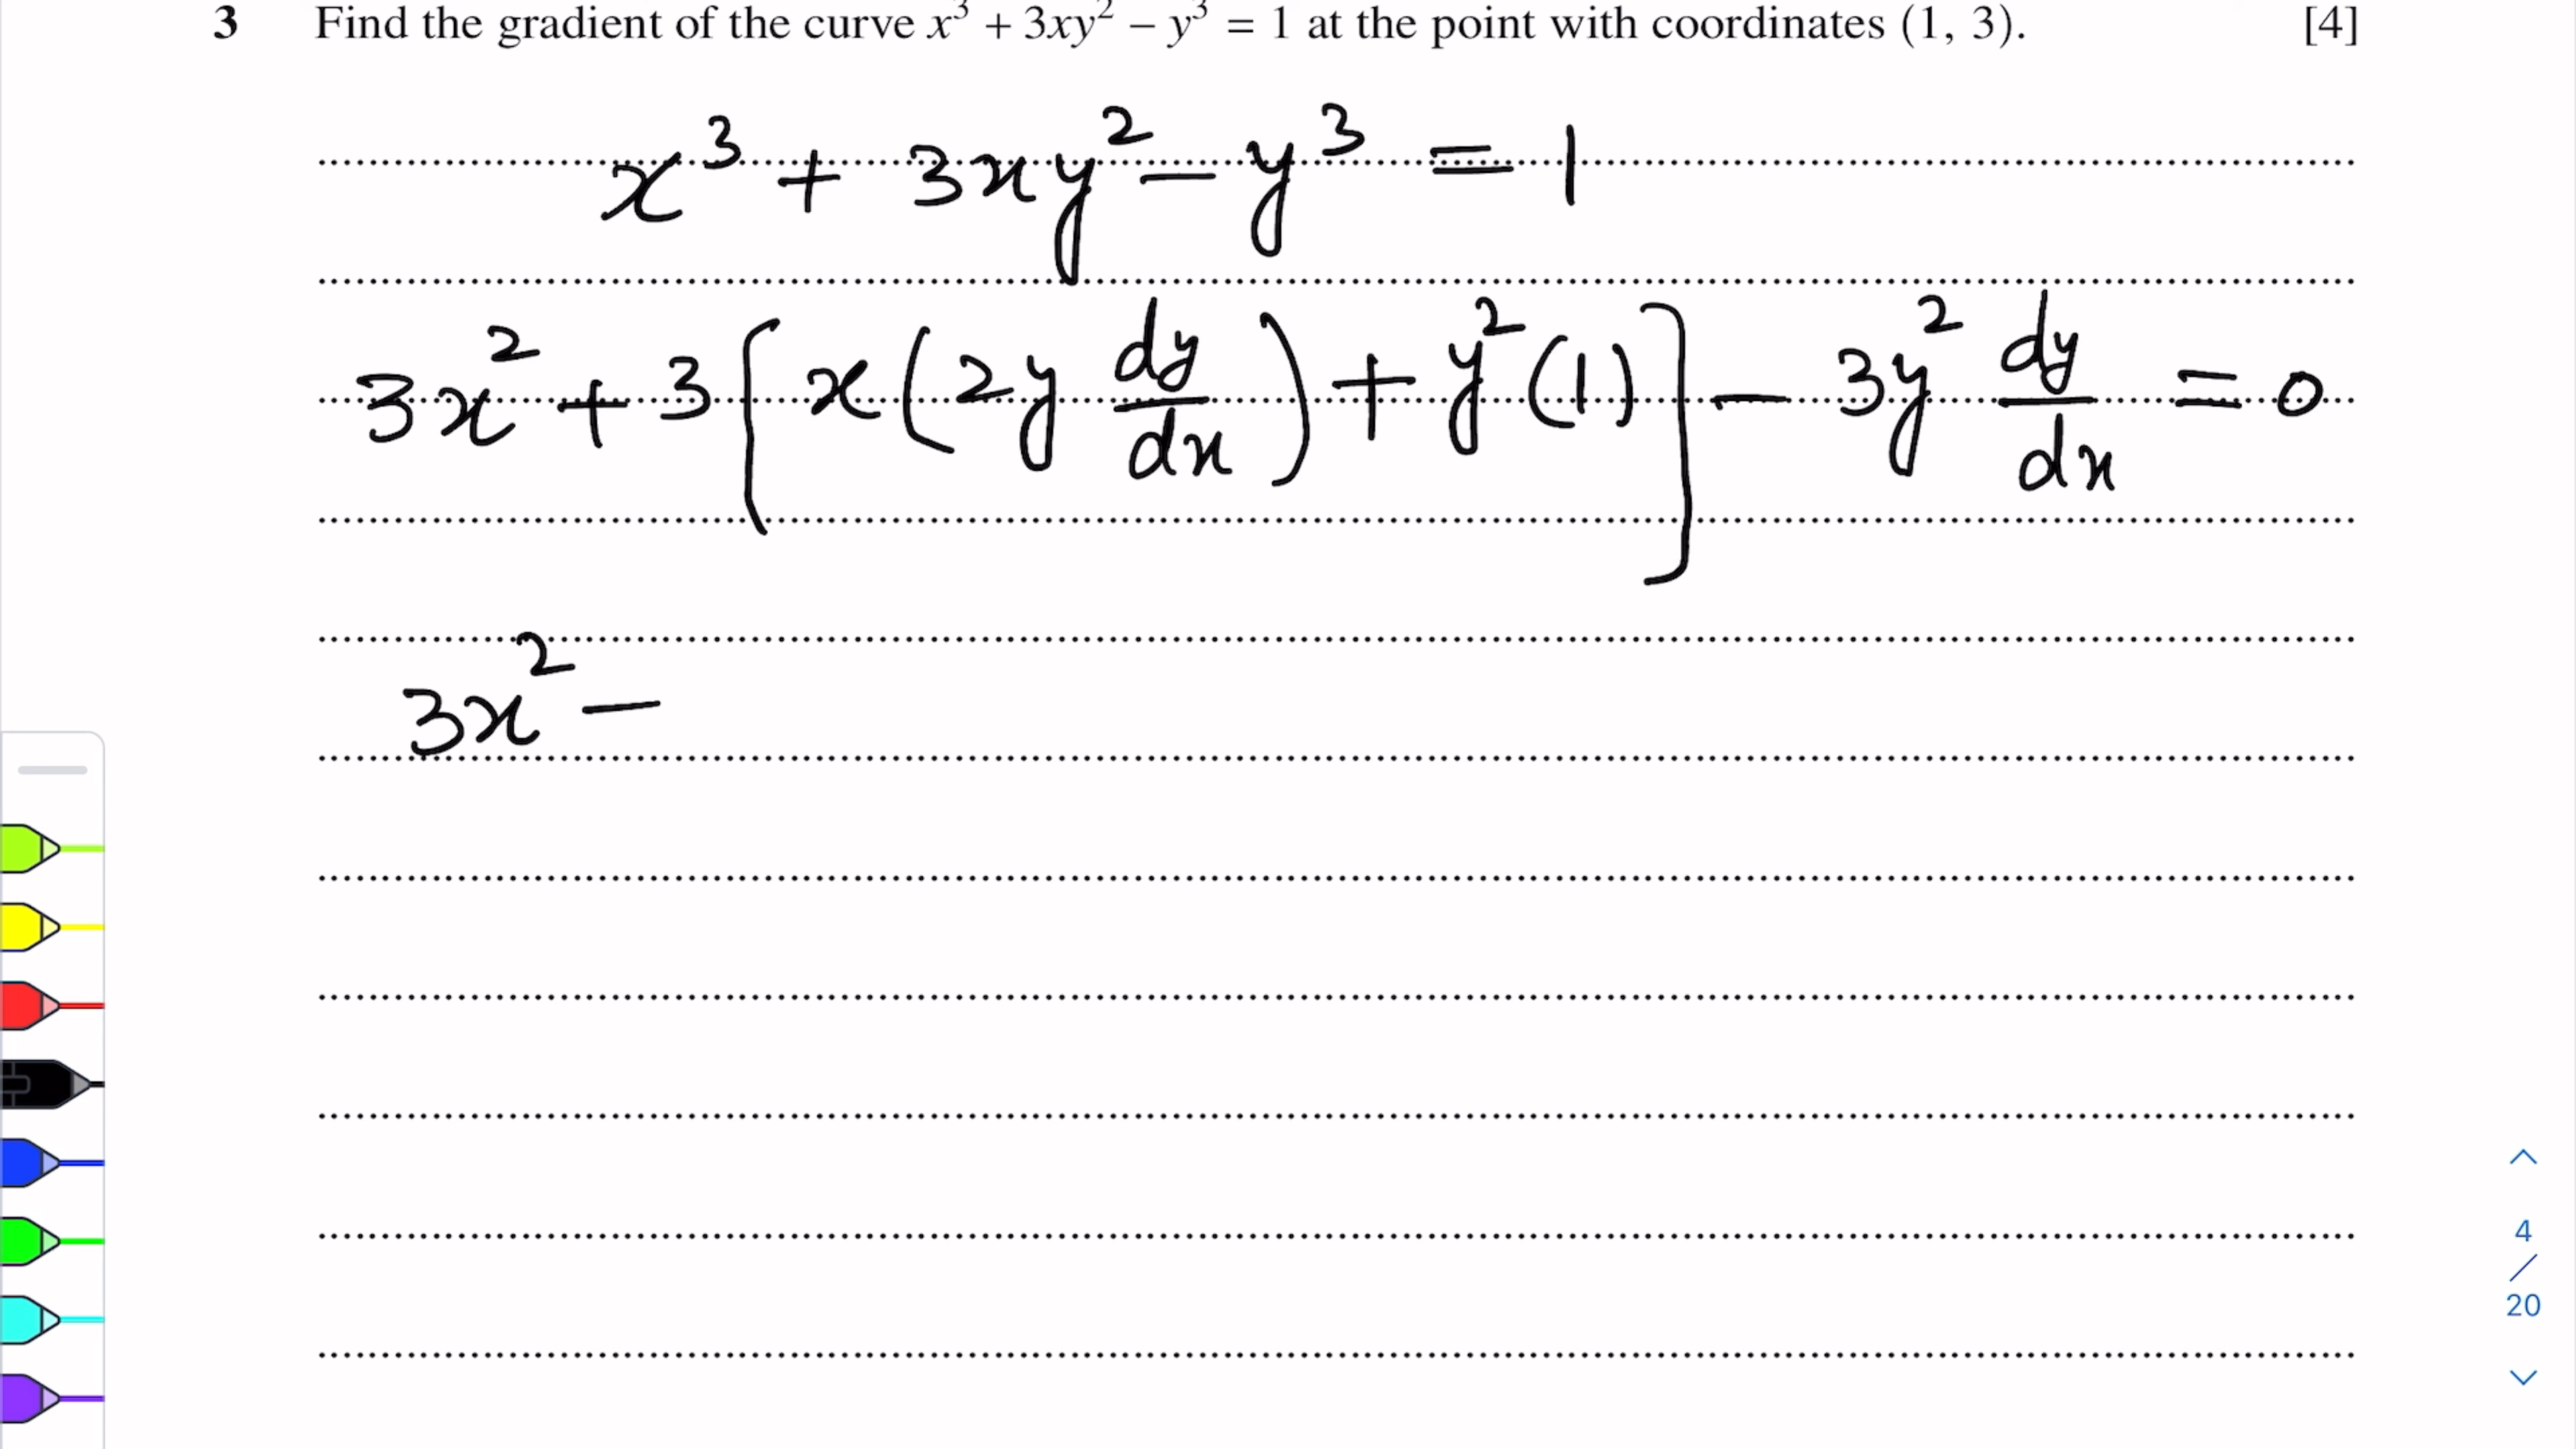 3 Find the gradient of the curve x³ + 3xy² − y³ = 1 at the point with coordinates (1, 3). [4]
x³ + 3xy² − y³ = 1
3x² + 3[x(2y dy/dx) + y²(1)] − 3y² dy/dx = 0
3x² −
4
/
20